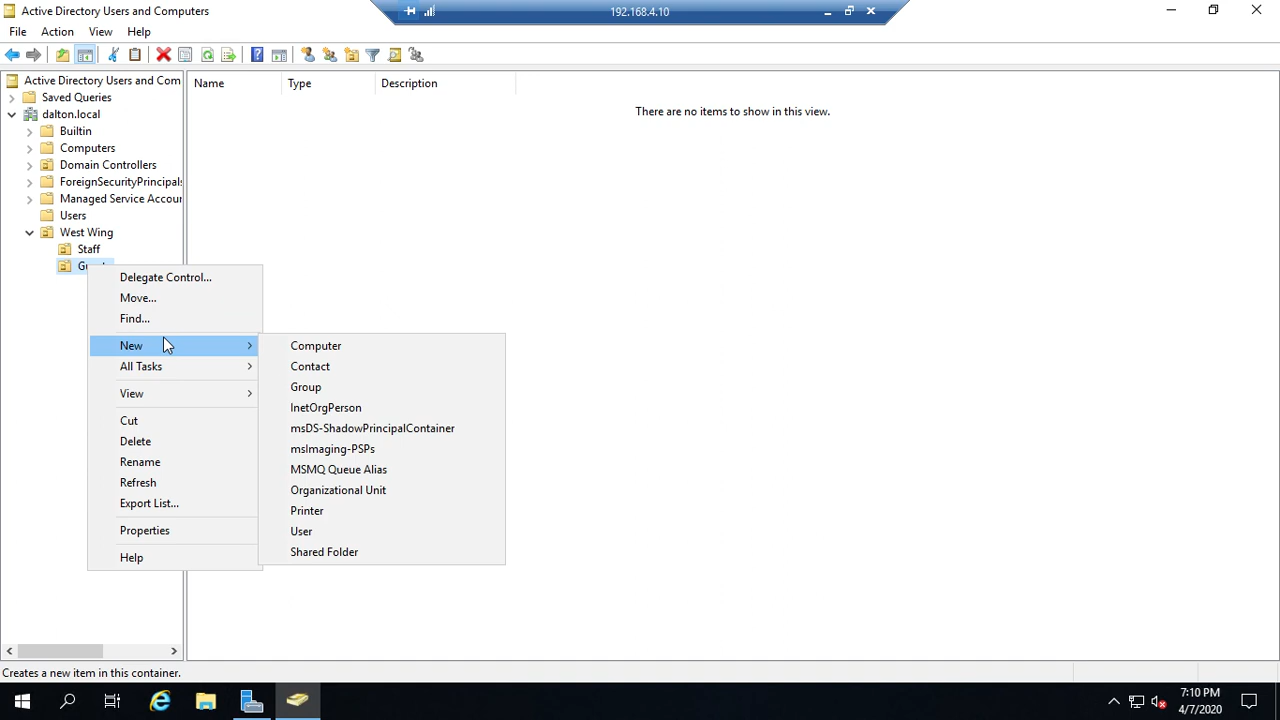 Active Directory Users and Computers
192.168.4.10
File Action View Help
Active Directory Users and Com
Name Type Description
Saved Queries
There are no items to show in this view.
dalton.local
Builtin
Computers
Domain Controllers
ForeignSecurityPrincipals
Managed Service Accou
Users
West Wing
Staff
Delegate Control...
Move...
Find...
New
All Tasks
View
Cut
Delete
Rename
Refresh
Export List...
Properties
Help
Computer
Contact
Group
InetOrgPerson
msDS-ShadowPrincipalContainer
msImaging-PSPs
MSMQ Queue Alias
Organizational Unit
Printer
User
Shared Folder
Creates a new item in this container.
7:10 PM
4/7/2020